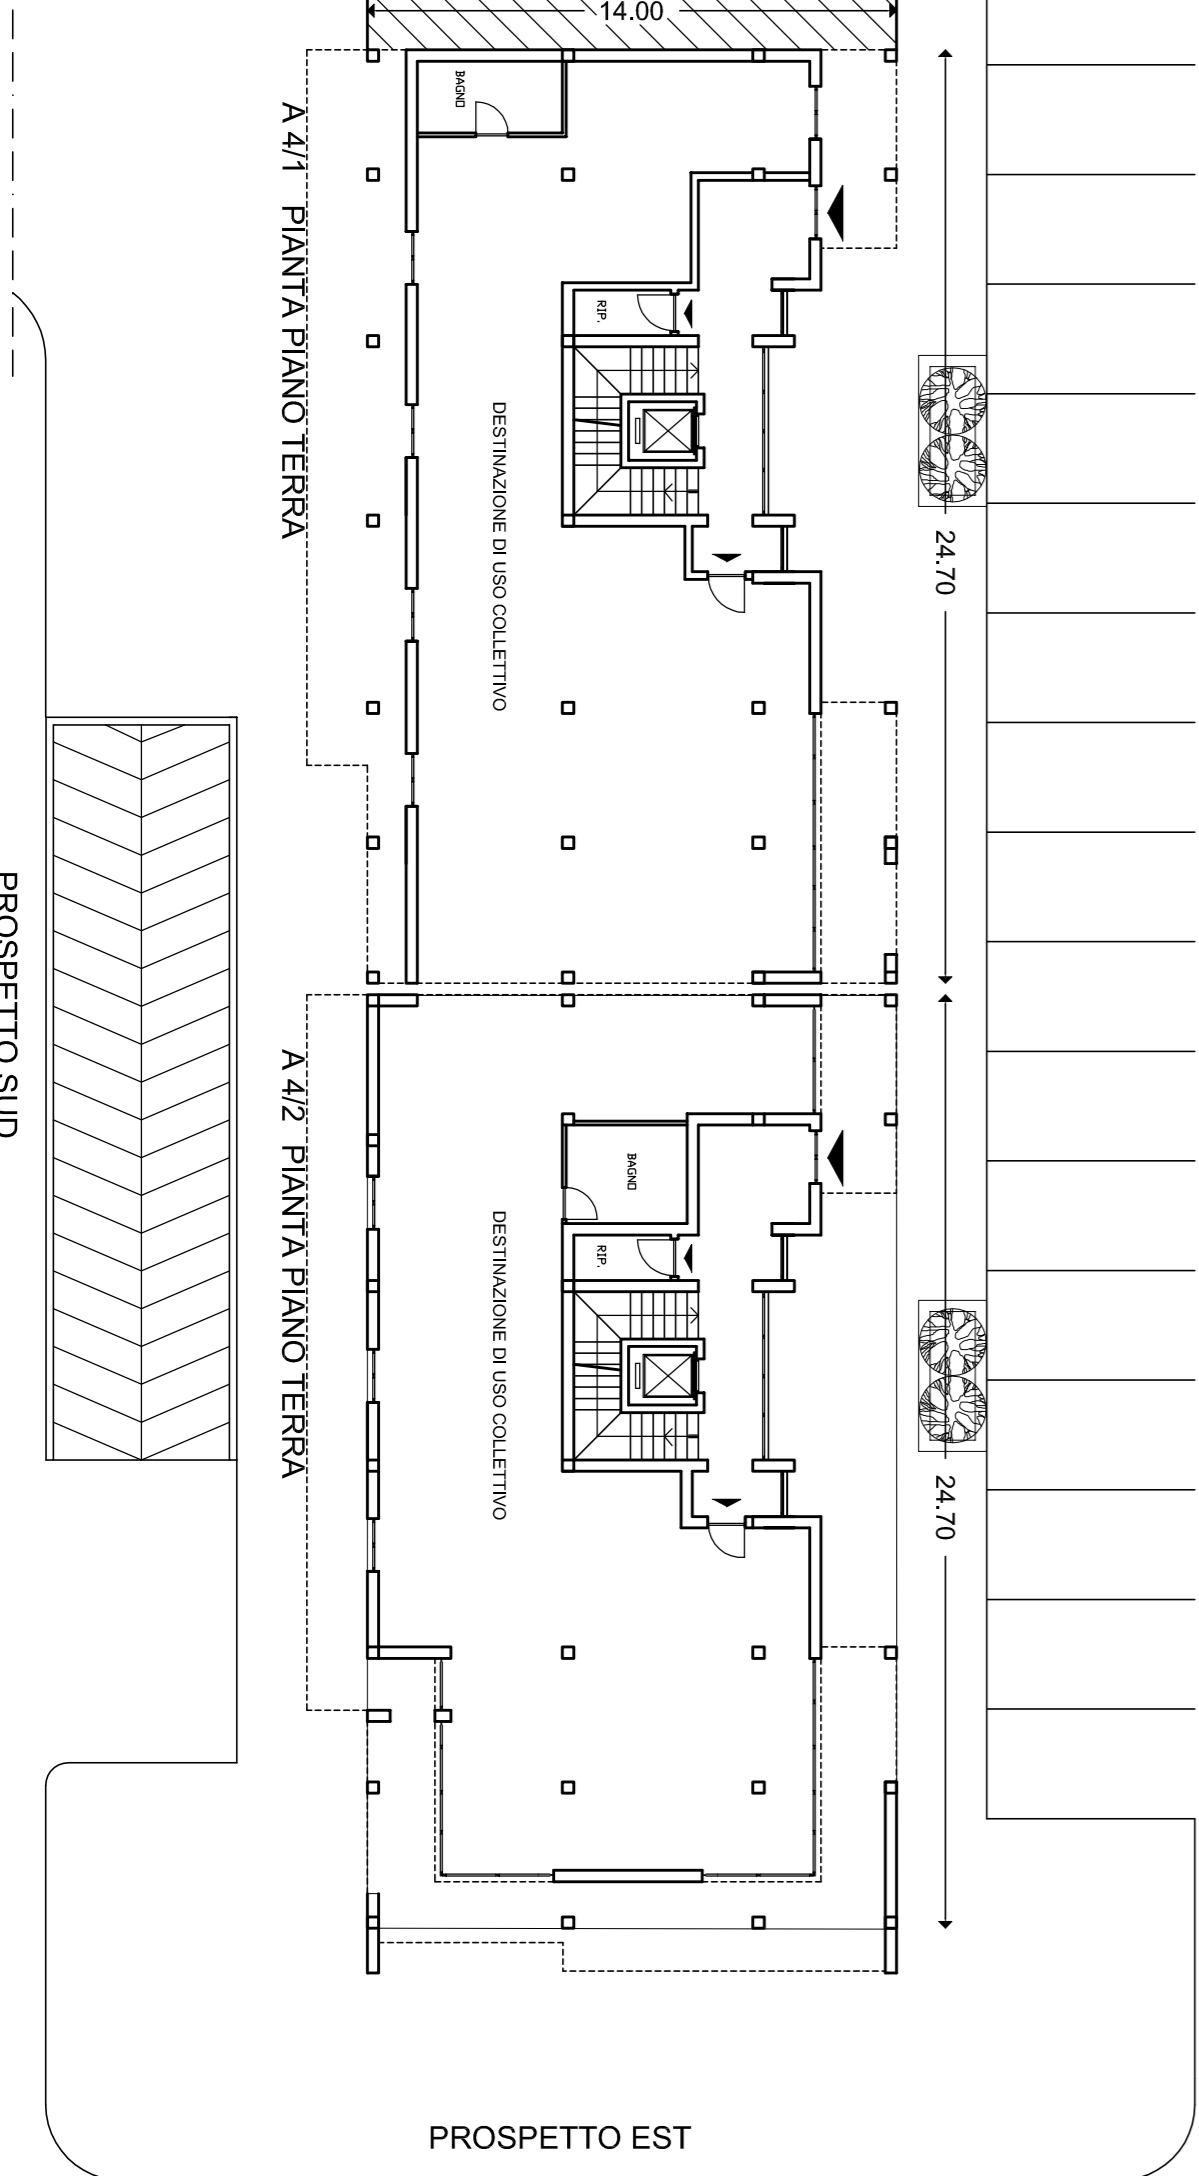 14.00
BAGNO
A 4/1 PIANTA PIANO TERRA
RIP.
DESTINAZIONE DI USO COLLETTIVO
24.70
PROSPETTO SUD
A 4/2 PIANTA PIANO TERRA
BAGNO
RIP.
DESTINAZIONE DI USO COLLETTIVO
24.70
PROSPETTO EST